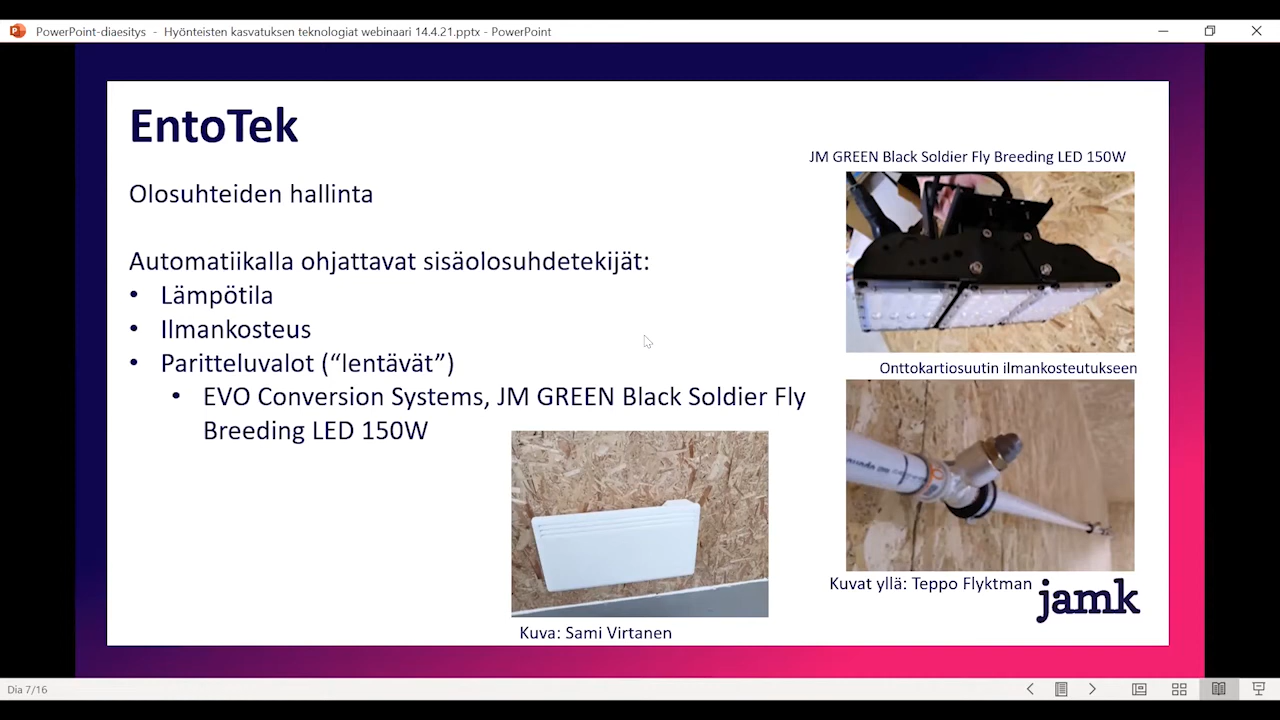 PowerPoint-diaesitys - Hyönteisten kasvatuksen teknologiat webinaari 14.4.21.pptx - PowerPoint
EntoTek
Olosuhteiden hallinta
Automatiikalla ohjattavat sisäolosuhdetekijät:
• Lämpötila
• Ilmankosteus
• Paritteluvalot (“lentävät”)
• EVO Conversion Systems, JM GREEN Black Soldier Fly
Breeding LED 150W
JM GREEN Black Soldier Fly Breeding LED 150W
Onttokartiosuutin ilmankosteutukseen
Kuvat yllä: Teppo Flyktman
jamk
Kuva: Sami Virtanen
Dia 7/16